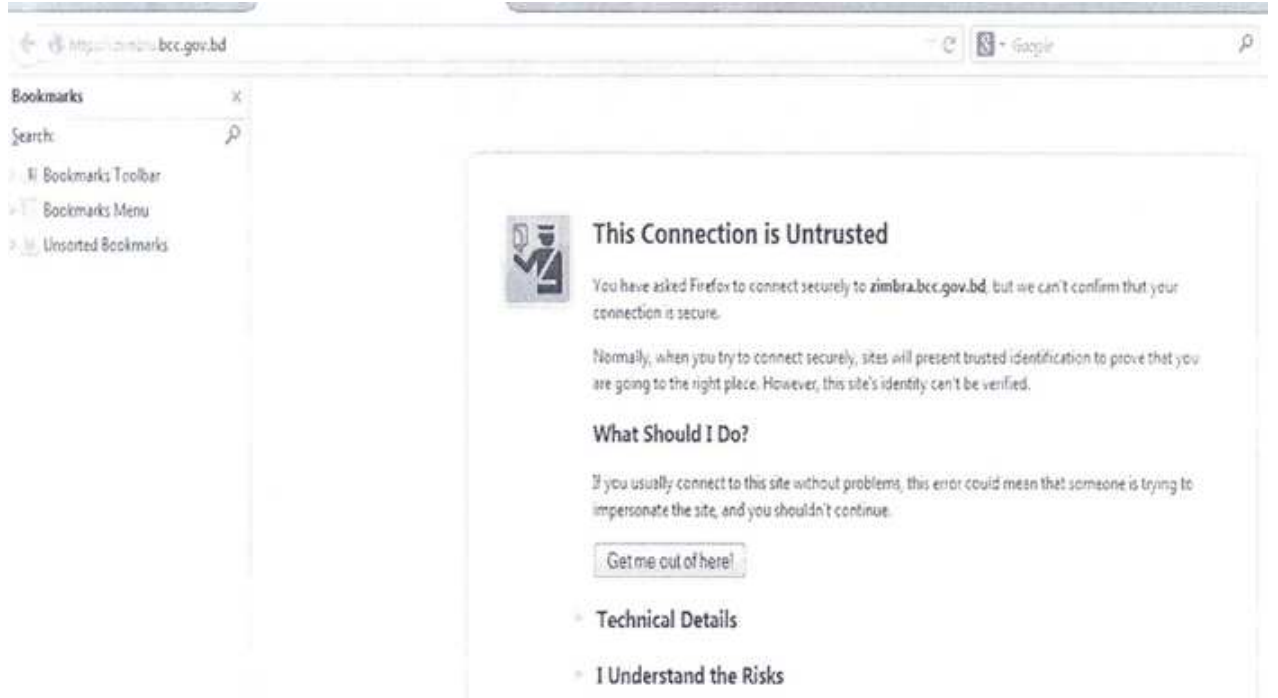 bcc.gov.bd
Google
Bookmarks
Search:
Bookmarks Toolbar
Bookmarks Menu
Unsorted Bookmarks
This Connection is Untrusted
You have asked Firefox to connect securely to zimbra.bcc.gov.bd, but we can't confirm that your
connection is secure.
Normally, when you try to connect securely, sites will present trusted identification to prove that you
are going to the right place. However, this site's identity can't be verified.
What Should I Do?
If you usually connect to this site without problems, this error could mean that someone is trying to
impersonate the site, and you shouldn't continue.
Get me out of here!
Technical Details
I Understand the Risks